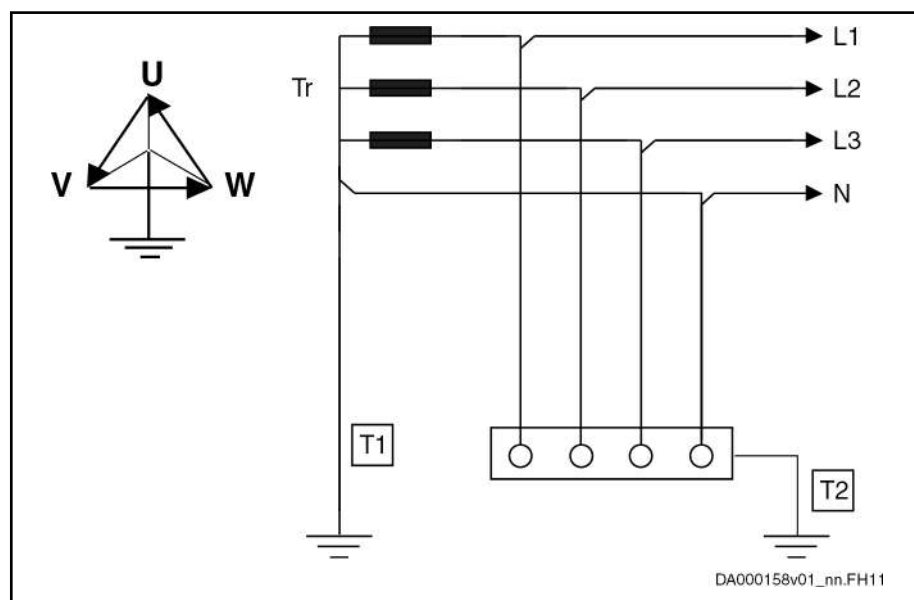 U
V
W
Tr
L1
L2
L3
N
T1
T2
DA000158v01_nn.FH11